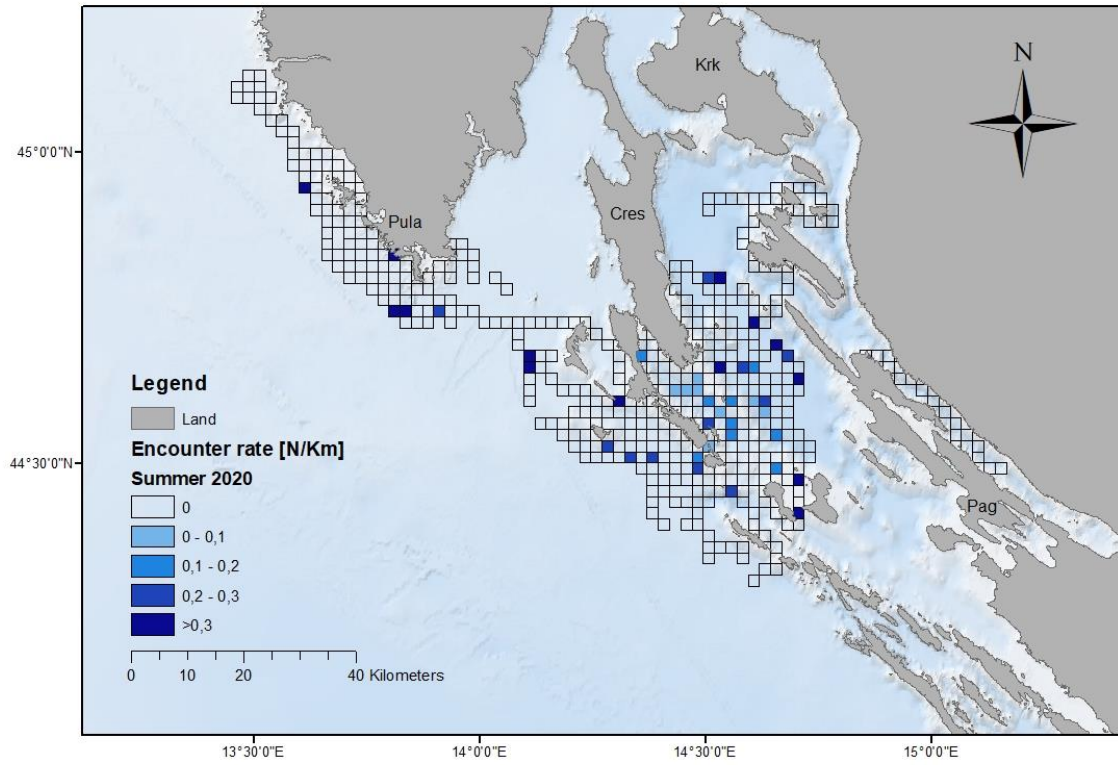 Krk
N
45°0'0"N
Cres
Pula
Legend
Land
Encounter rate [N/Km]
Summer 2020
0
0 - 0,1
0,1 - 0,2
0,2 - 0,3
>0,3
44°30'0"N
Pag
0 10 20 40 Kilometers
13°30'0"E 14°0'0"E 14°30'0"E 15°0'0"E